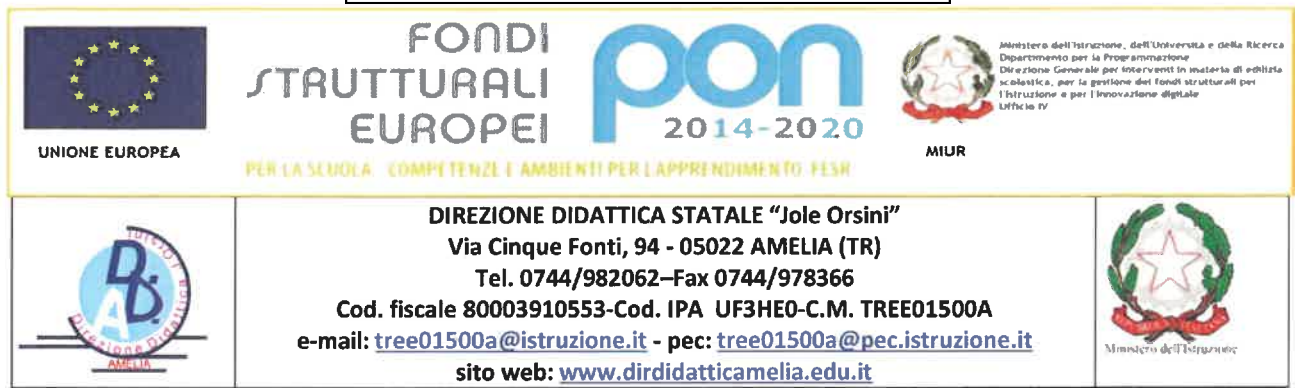 FONDI
STRUTTURALI
EUROPEI
pon
2014-2020
UNIONE EUROPEA
PER LA SCUOLA COMPETENZE E AMBIENTI PER L'APPRENDIMENTO-FESR
MIUR
Ministero dell'Istruzione, dell'Università e della Ricerca
Dipartimento per la Programmazione
Direzione Generale per interventi in materia di edilizia
scolastica, per la gestione dei fondi strutturali per
l'Istruzione e per l'Innovazione digitale
Ufficio IV
D.D.
A
Direzione Didattica J. Orsini
AMELIA
DIREZIONE DIDATTICA STATALE "Jole Orsini"
Via Cinque Fonti, 94 - 05022 AMELIA (TR)
Tel. 0744/982062–Fax 0744/978366
Cod. fiscale 80003910553-Cod. IPA UF3HE0-C.M. TREE01500A
e-mail: tree01500a@istruzione.it - pec: tree01500a@pec.istruzione.it
sito web: www.dirdidatticamelia.edu.it
Ministero dell'Istruzione